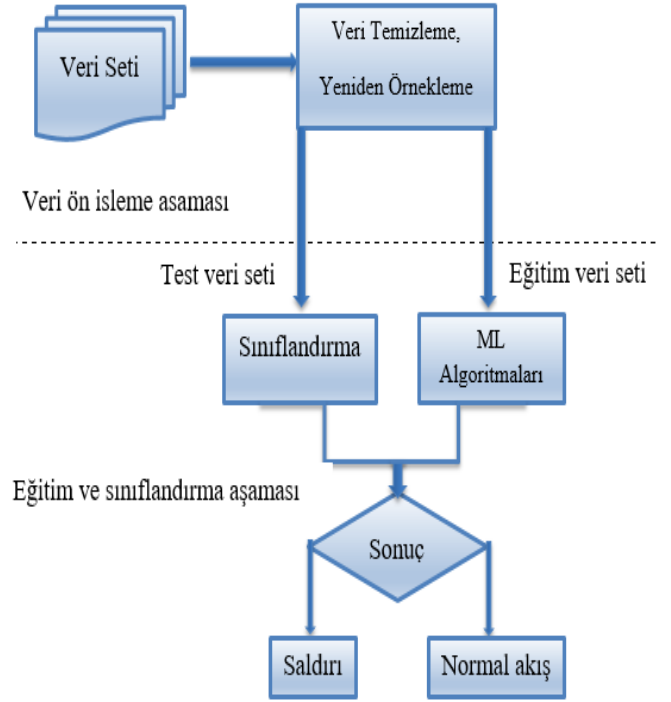 Veri Seti
Veri Temizleme,
Yeniden Örnekleme
Veri ön isleme asaması
Test veri seti
Eğitim veri seti
Sınıflandırma
ML
Algoritmaları
Eğitim ve sınıflandırma aşaması
Sonuç
Saldırı
Normal akış